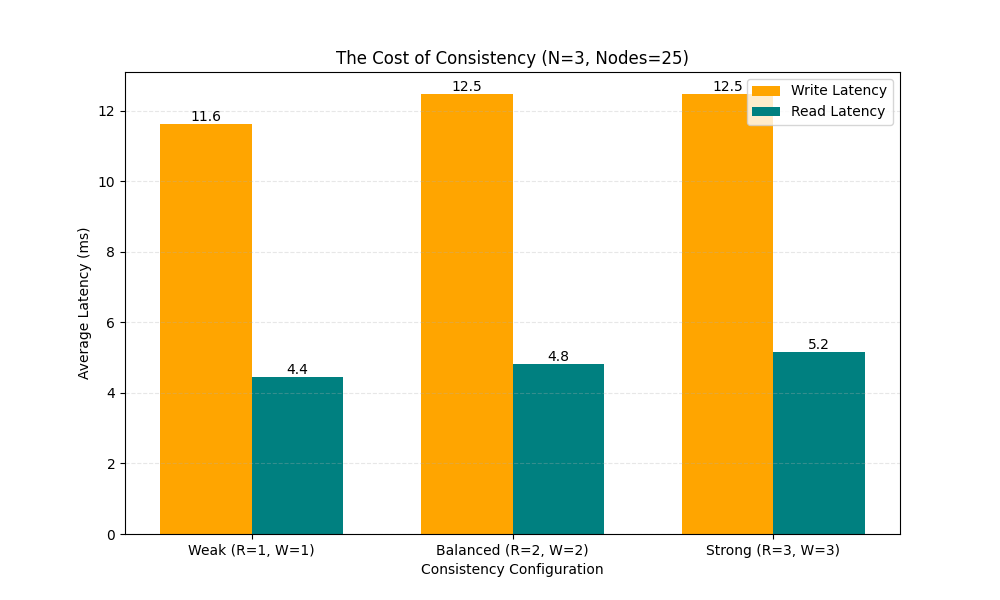 The Cost of Consistency (N=3, Nodes=25)
Write Latency
Read Latency
11.6
12.5
12.5
4.4
4.8
5.2
Average Latency (ms)
12
10
8
6
4
2
0
Weak (R=1, W=1)
Balanced (R=2, W=2)
Strong (R=3, W=3)
Consistency Configuration